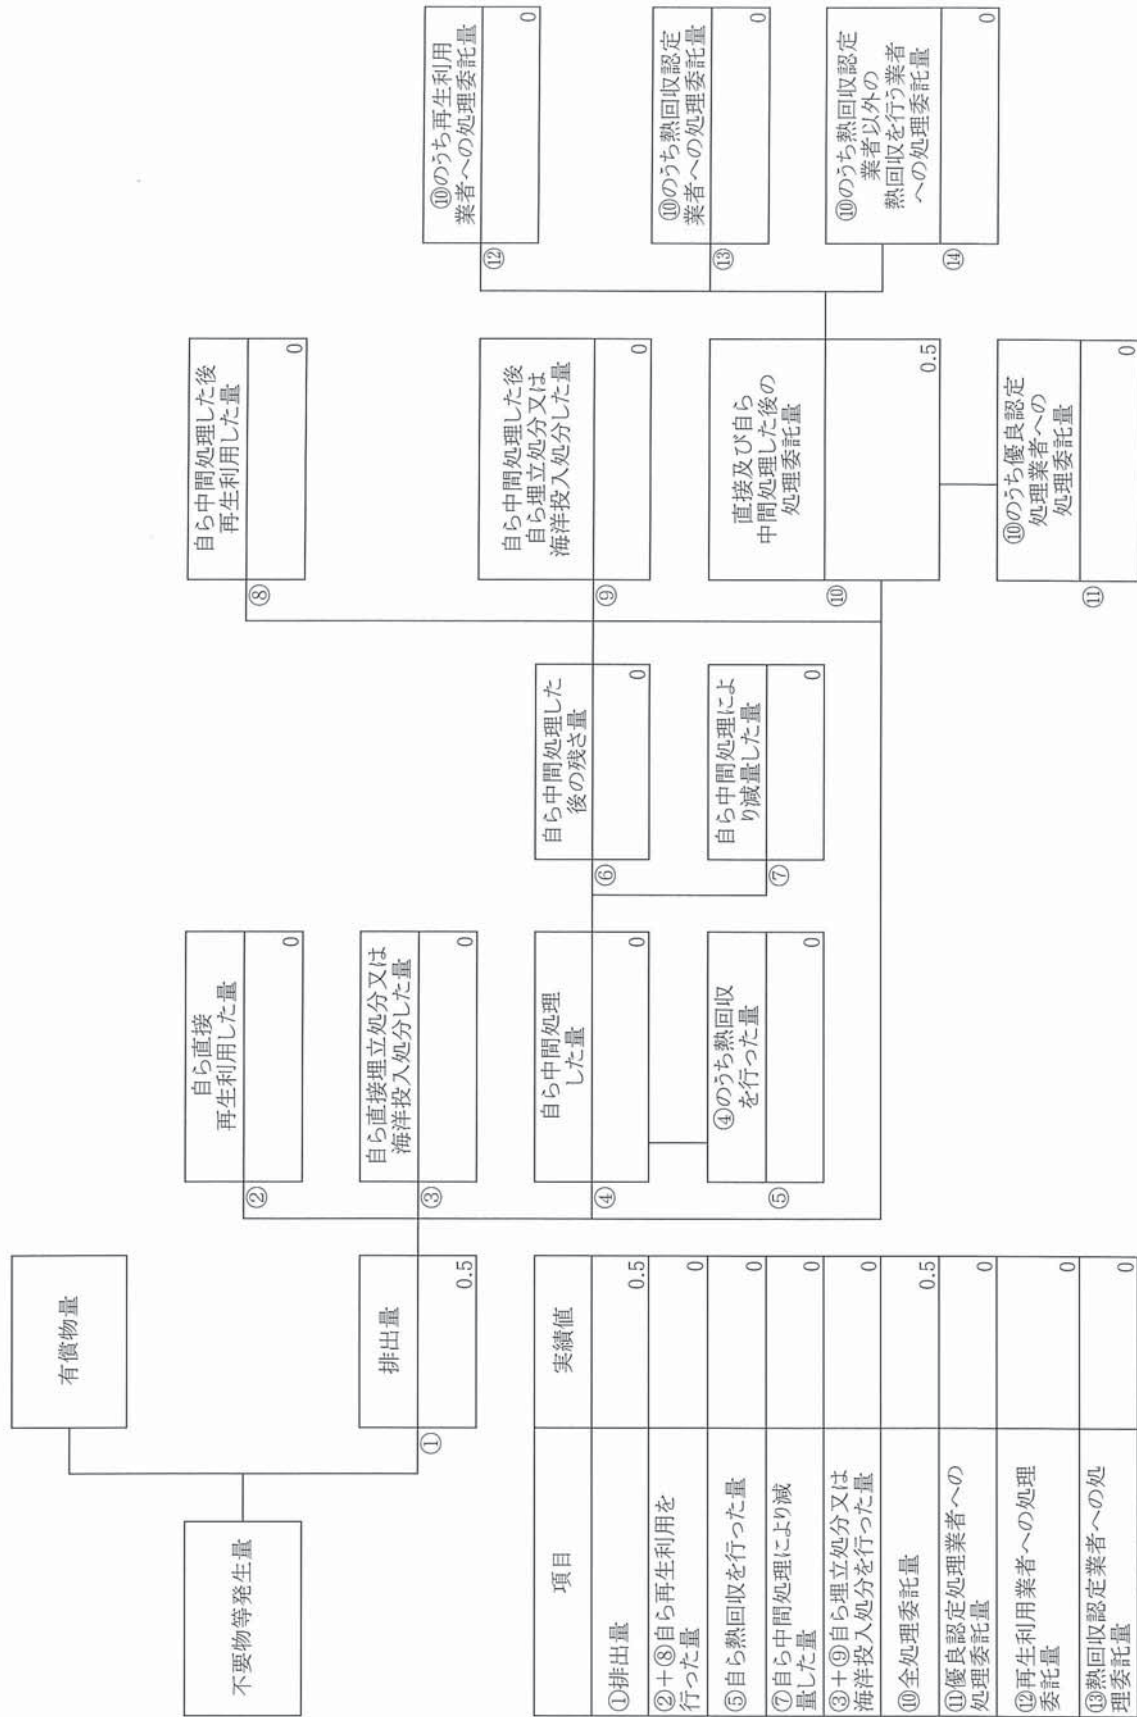 不要物等発生量
有償物量
排出量
①
0.5
自ら直接
再生利用した量
②
0
自ら直接埋立処分又は
海洋投入処分した量
③
0
自ら中間処理
した量
④
0
④のうち熱回収
を行った量
⑤
0
自ら中間処理した
後の残さ量
⑥
0
自ら中間処理によ
り減量した量
⑦
0
自ら中間処理した後
再生利用した量
⑧
0
自ら中間処理した後
自ら埋立処分又は
海洋投入処分した量
⑨
0
直接及び自ら
中間処理した後の
処理委託量
⑩
0.5
⑩のうち優良認定
処理業者への
処理委託量
⑪
0
⑩のうち再生利用
業者への処理委託量
⑫
0
⑩のうち熱回収認定
業者への処理委託量
⑬
0
⑩のうち熱回収認定
業者以外の
熱回収を行う業者
への処理委託量
⑭
0
項目 実績値
①排出量 0.5
②+⑧自ら再生利用を
行った量 0
⑤自ら熱回収を行った量 0
⑦自ら中間処理により減
量した量 0
③+⑨自ら埋立処分又は
海洋投入処分を行った量 0
⑩全処理委託量 0.5
⑪優良認定処理業者への
処理委託量 0
⑫再生利用業者への処理
委託量 0
⑬熱回収認定業者への処
理委託量 0